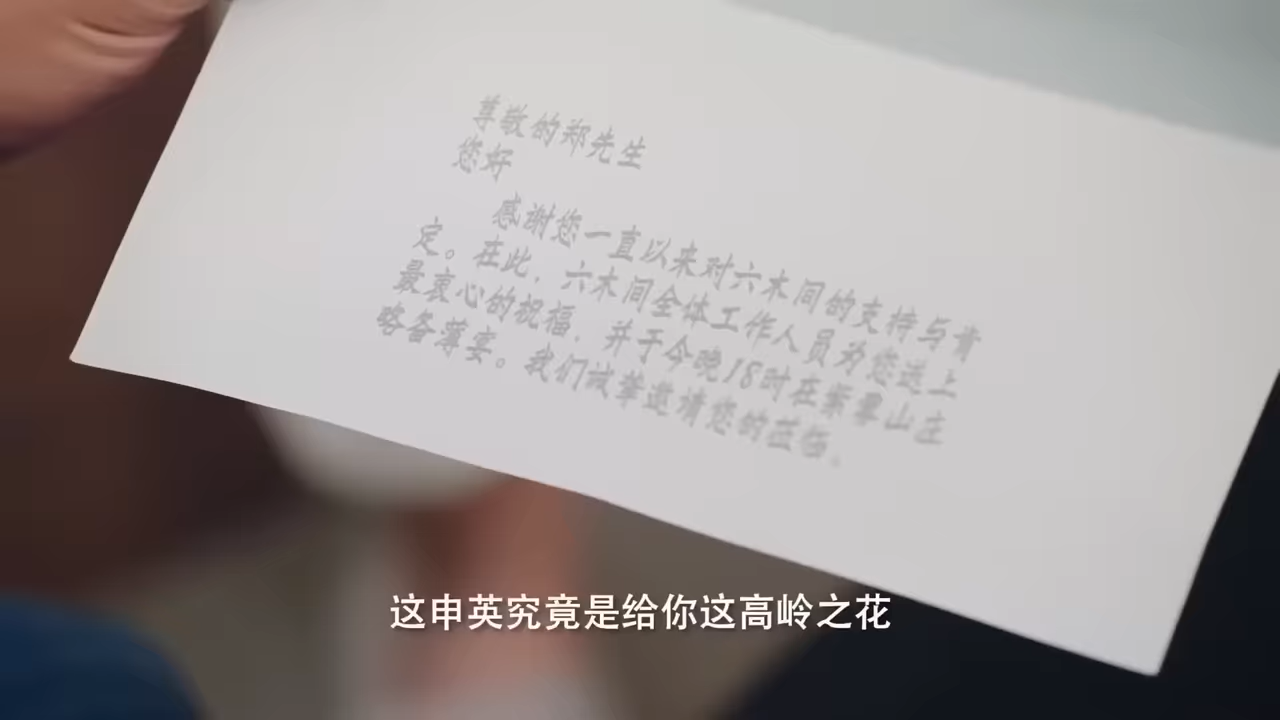 尊敬的郑先生
您好
感谢您一直以来对六木间的支持与肯
定。在此，六木间全体工作人员为您送上
最衷心的祝福，并于今晚18时在紫云山庄
略备薄宴。我们诚挚邀请您的莅临。
这申英究竟是给你这高岭之花